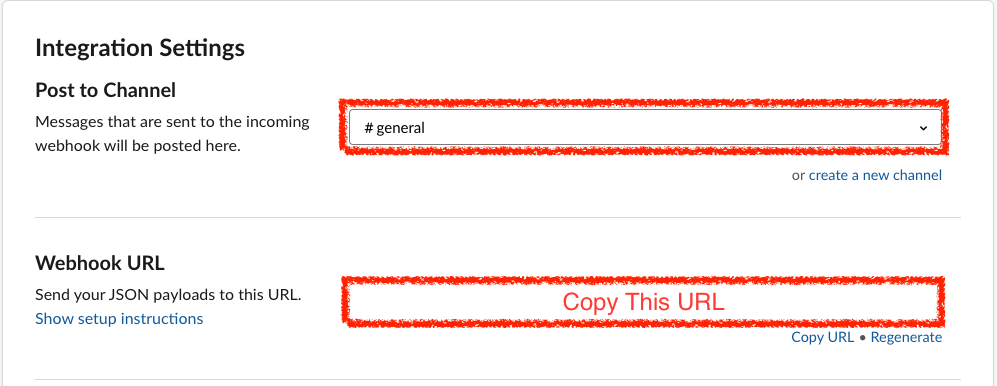 Integration Settings
Post to Channel
Messages that are sent to the incoming
webhook will be posted here.
# general
or create a new channel
Webhook URL
Send your JSON payloads to this URL.
Show setup instructions
Copy This URL
Copy URL • Regenerate